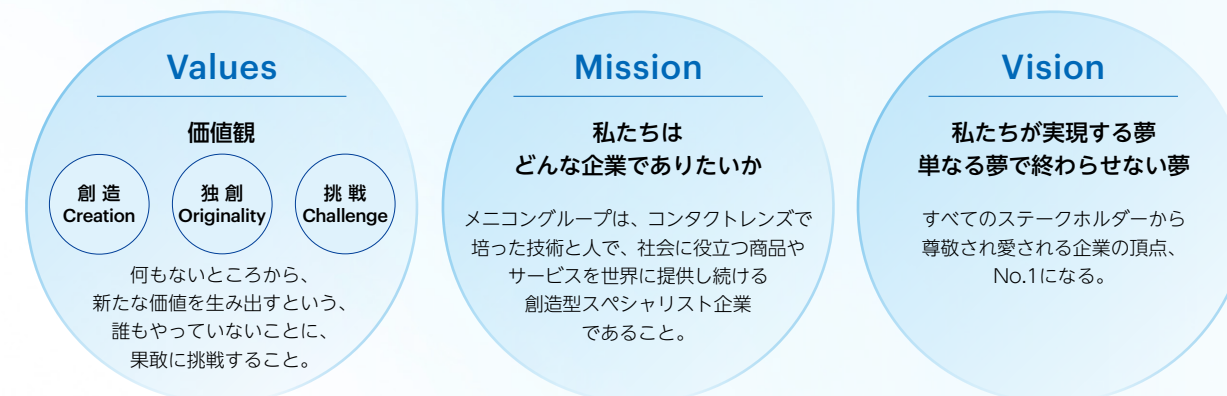 Values
価値観
創造
Creation
独創
Originality
挑戦
Challenge
何もないところから、
新たな価値を生み出すという、
誰もやっていないことに、
果敢に挑戦すること。
Mission
私たちは
どんな企業でありたいか
メニコングループは、コンタクトレンズで
培った技術と人で、社会に役立つ商品や
サービスを世界に提供し続ける
創造型スペシャリスト企業
であること。
Vision
私たちが実現する夢
単なる夢で終わらせない夢
すべてのステークホルダーから
尊敬され愛される企業の頂点、
No.1になる。